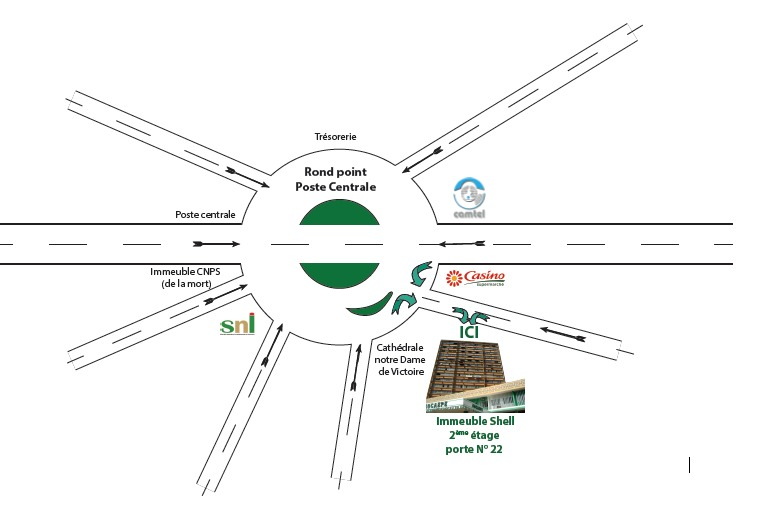 Trésorerie
Rond point
Poste Centrale
camtel
Poste centrale
Immeuble CNPS
(de la mort)
Casino
supermarché
snI
ICI
Cathédrale
notre Dame
de Victoire
Immeuble Shell
2ème étage
porte N° 22